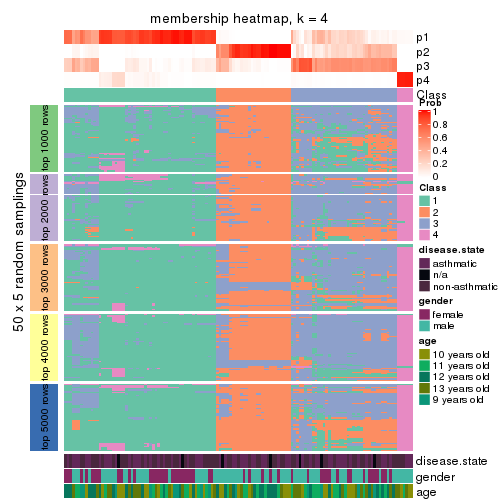 membership heatmap, k = 4
p1
p2
p3
p4
Class
50 x 5 random samplings
top 1000 rows
top 2000 rows
top 3000 rows
top 4000 rows
top 5000 rows
Prob
1
0.8
0.6
0.4
0.2
0
Class
1
2
3
4
disease.state
asthmatic
n/a
non-asthmatic
gender
female
male
age
10 years old
11 years old
12 years old
13 years old
9 years old
disease.state
gender
age